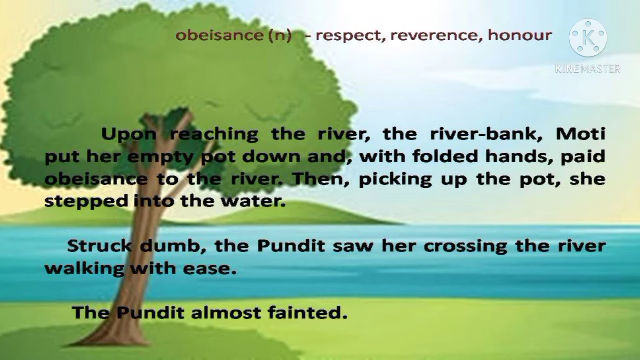 obeisance (n) - respect, reverence, honour
KINEMASTER
Upon reaching the river, the river-bank, Moti
put her empty pot down and, with folded hands, paid
obeisance to the river. Then, picking up the pot, she
stepped into the water.
Struck dumb, the Pundit saw her crossing the river
walking with ease.
The Pundit almost fainted.